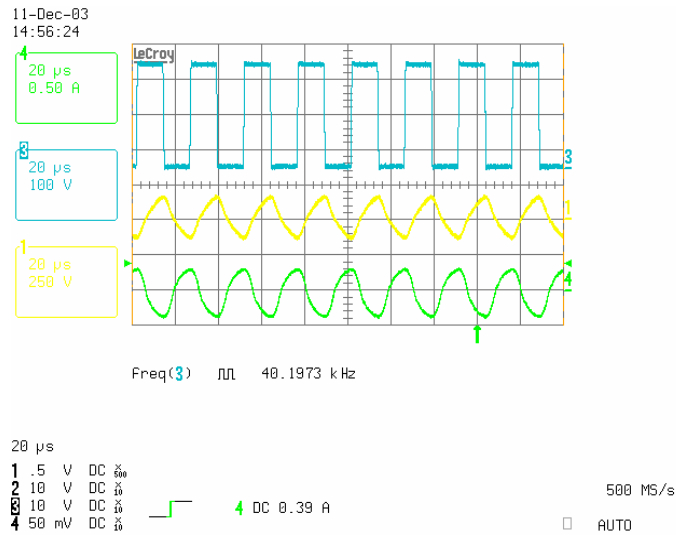 11-Dec-03
14:56:24
LeCroy
4
20 µs
0.50 A
3
20 µs
100 V
1
20 µs
250 V
3
1
4
Freq(3) 40.1973 kHz
20 µs
1 .5 V DC X500
2 10 V DC X10
3 10 V DC X10
4 50 mV DC X10
4 DC 0.39 A
500 MS/s
AUTO